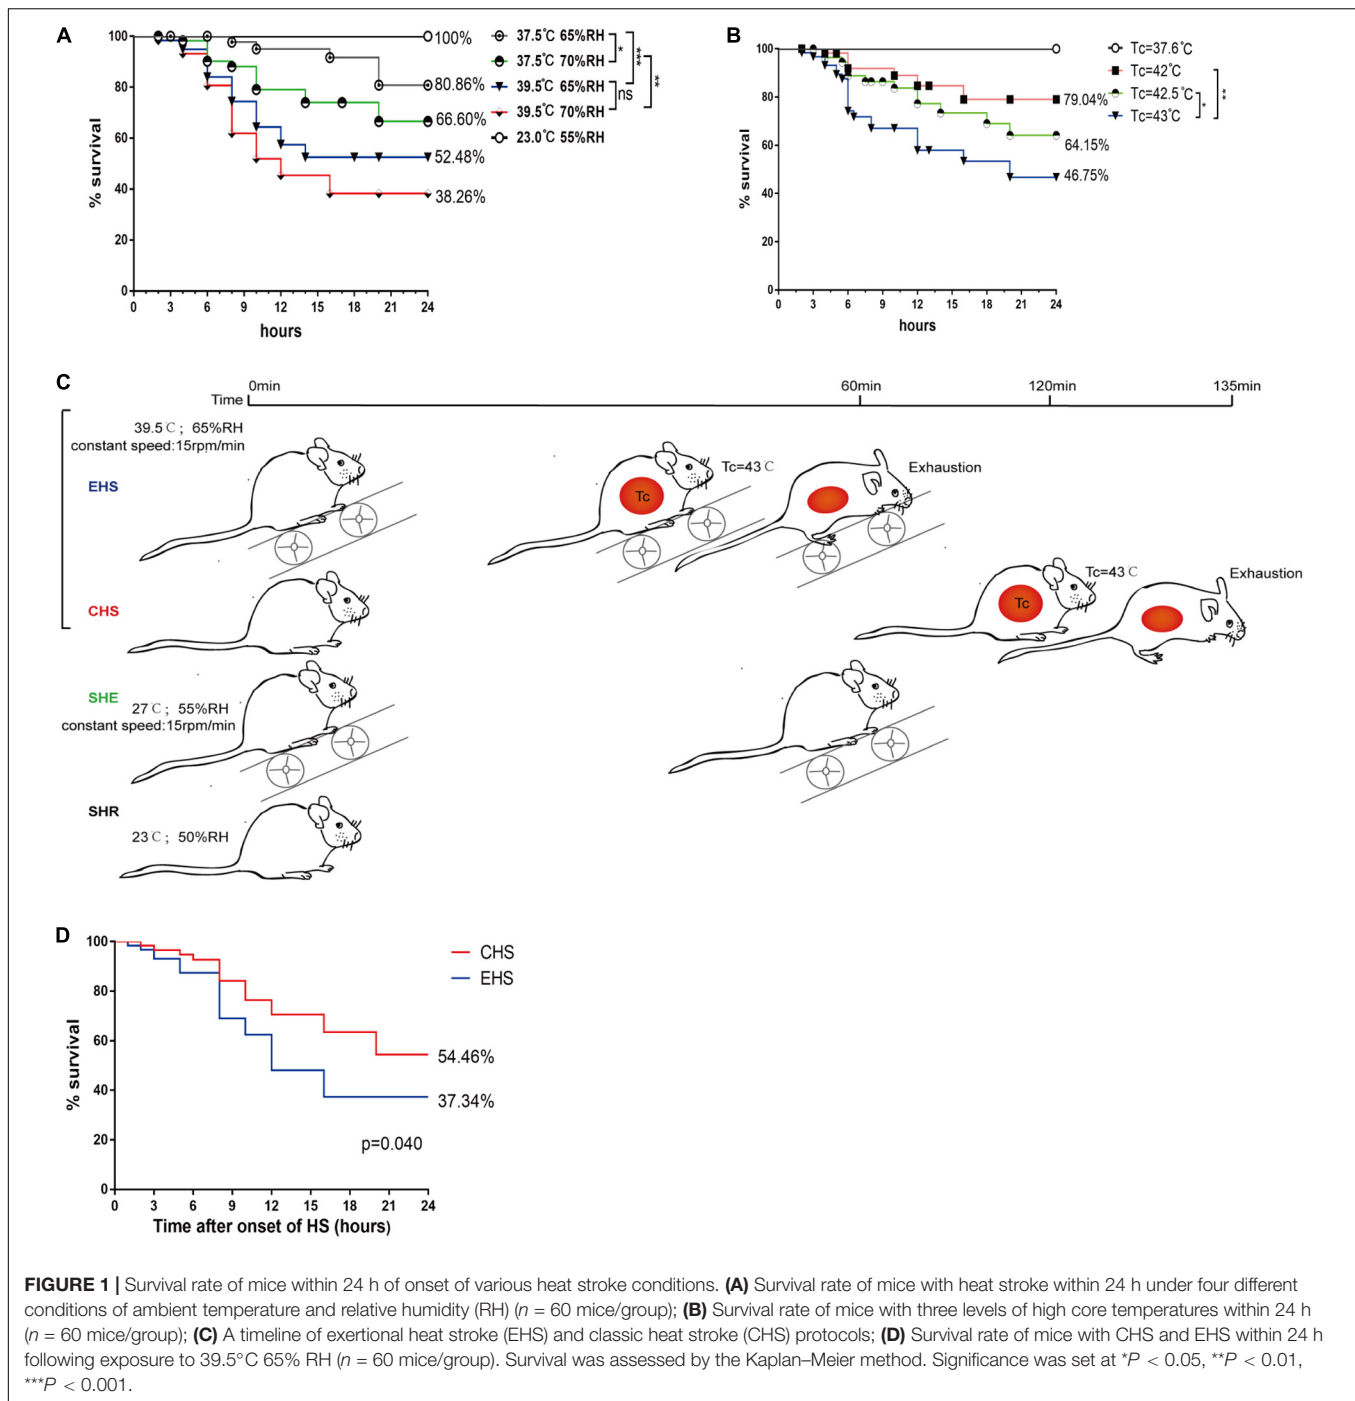 A
% survival
100
80
60
40
20
0
0 3 6 9 12 15 18 21 24
hours
100%
80.86%
66.60%
52.48%
38.26%
37.5°C 65%RH
37.5°C 70%RH
39.5°C 65%RH
39.5°C 70%RH
23.0°C 55%RH
*
***
ns
**
B
% survival
100
80
60
40
20
0
0 3 6 9 12 15 18 21 24
hours
79.04%
64.15%
46.75%
Tc=37.6°C
Tc=42°C
Tc=42.5°C
Tc=43°C
*
**
C
0min 60min 120min 135min
Time
39.5℃; 65%RH
constant speed:15rpm/min
EHS
Tc
Tc=43℃
Exhaustion
CHS
Tc
Tc=43℃
Exhaustion
SHE
27℃; 55%RH
constant speed:15rpm/min
SHR
23℃; 50%RH
D
% survival
100
80
60
40
20
0
0 3 6 9 12 15 18 21 24
Time after onset of HS (hours)
CHS
EHS
54.46%
37.34%
p=0.040
FIGURE 1 | Survival rate of mice within 24 h of onset of various heat stroke conditions. (A) Survival rate of mice with heat stroke within 24 h under four different
conditions of ambient temperature and relative humidity (RH) (n = 60 mice/group); (B) Survival rate of mice with three levels of high core temperatures within 24 h
(n = 60 mice/group); (C) A timeline of exertional heat stroke (EHS) and classic heat stroke (CHS) protocols; (D) Survival rate of mice with CHS and EHS within 24 h
following exposure to 39.5°C 65% RH (n = 60 mice/group). Survival was assessed by the Kaplan–Meier method. Significance was set at *P < 0.05, **P < 0.01,
***P < 0.001.